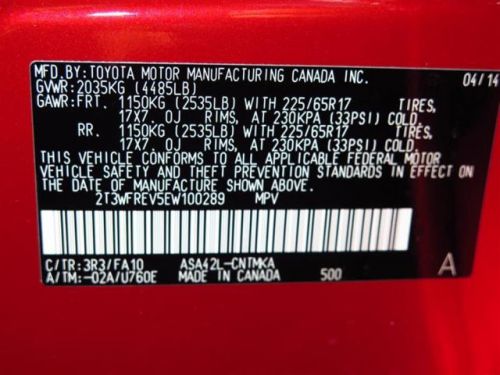 MFD.BY:TOYOTA MOTOR MANUFACTURING CANADA INC. 04/14
GVWR:2035KG (4485LB)
GAWR:FRT. 1150KG (2535LB) WITH 225/65R17 TIRES,
17X7. OJ RIMS, AT 230KPA (33PSI) COLD.
RR. 1150KG (2535LB) WITH 225/65R17 TIRES,
17X7. OJ RIMS, AT 230KPA (33PSI) COLD.
THIS VEHICLE CONFORMS TO ALL APPLICABLE FEDERAL MOTOR
VEHICLE SAFETY AND THEFT PREVENTION STANDARDS IN EFFECT ON
THE DATE OF MANUFACTURE SHOWN ABOVE.
2T3WFREV5EW100289 MPV
C/TR:3R3/FA10 ASA42L-CNTMKA
A/TM:-02A/U760E MADE IN CANADA 500 A